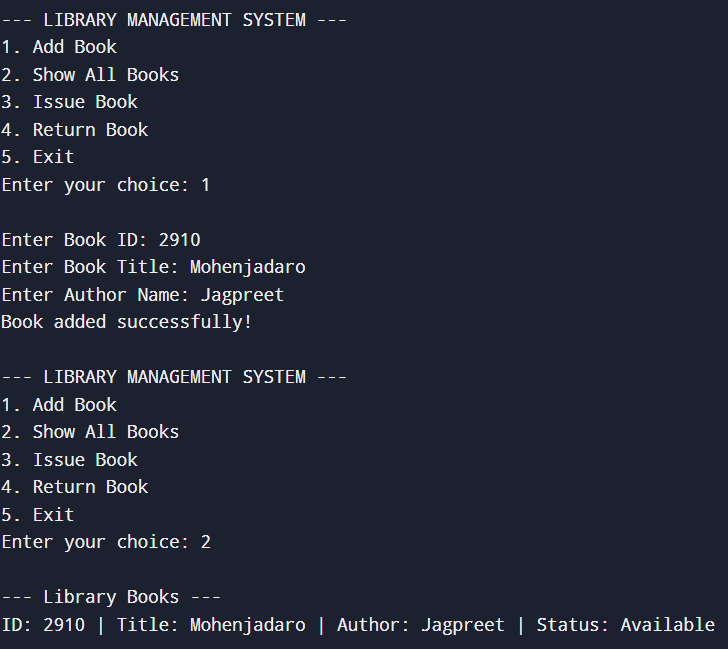 --- LIBRARY MANAGEMENT SYSTEM ---
1. Add Book
2. Show All Books
3. Issue Book
4. Return Book
5. Exit
Enter your choice: 1
Enter Book ID: 2910
Enter Book Title: Mohenjadaro
Enter Author Name: Jagpreet
Book added successfully!
--- LIBRARY MANAGEMENT SYSTEM ---
1. Add Book
2. Show All Books
3. Issue Book
4. Return Book
5. Exit
Enter your choice: 2
--- Library Books ---
ID: 2910 | Title: Mohenjadaro | Author: Jagpreet | Status: Available